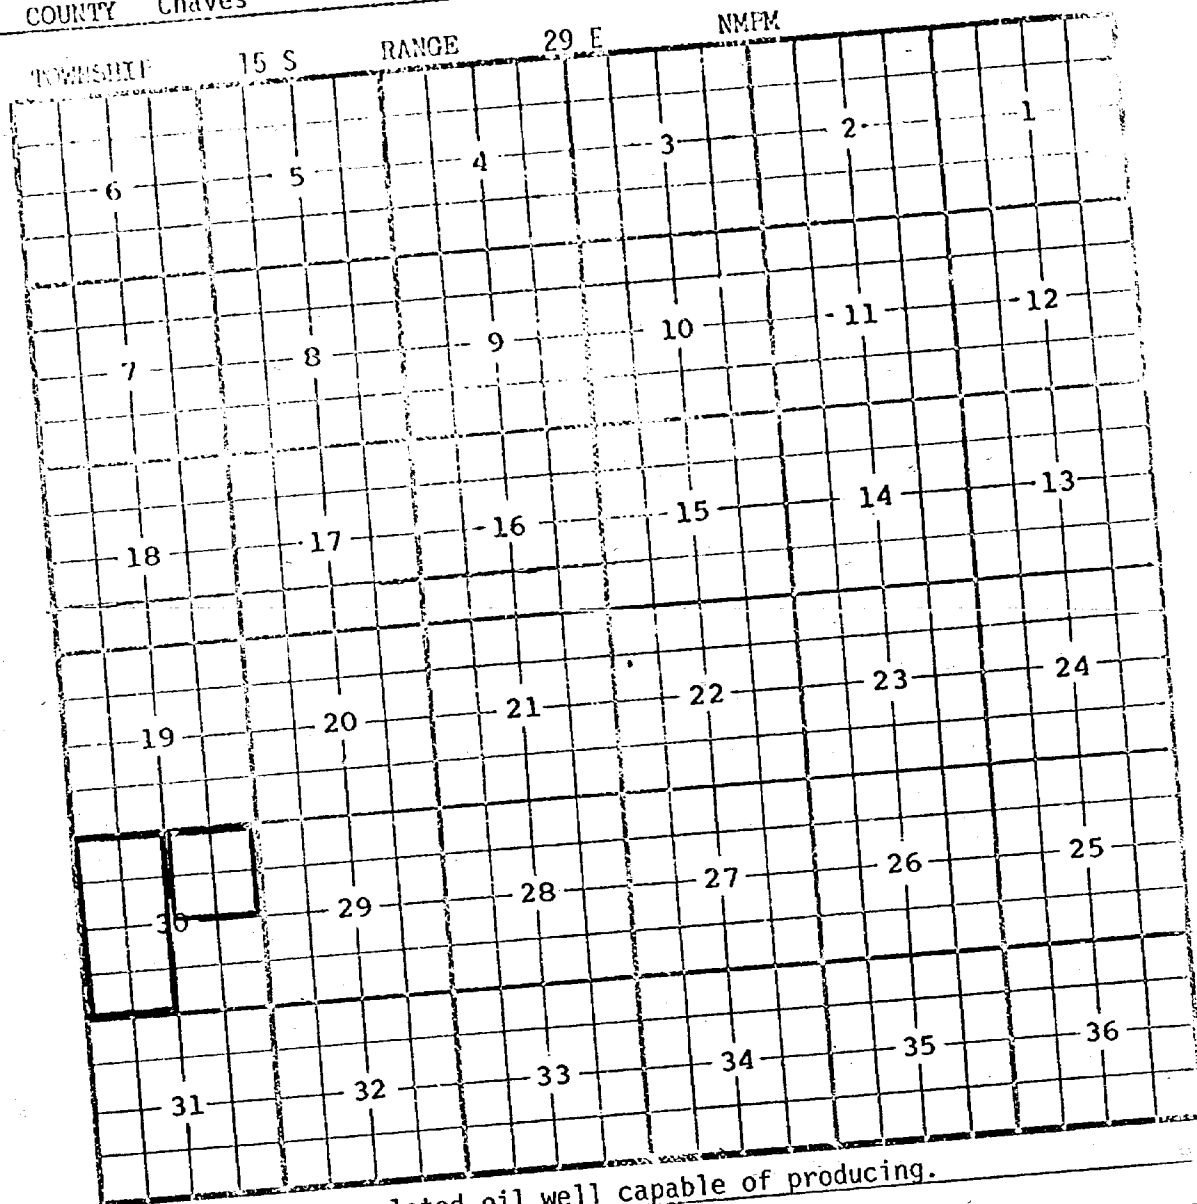 COUNTY Chaves
TOWNSHIP 15 S RANGE 29 E NMPM
6 5 4 3 2 1
7 8 9 10 11 12
18 17 16 15 14 13
19 20 21 22 23 24
30 29 28 27 26 25
31 32 33 34 35 36
oil well capable of producing.